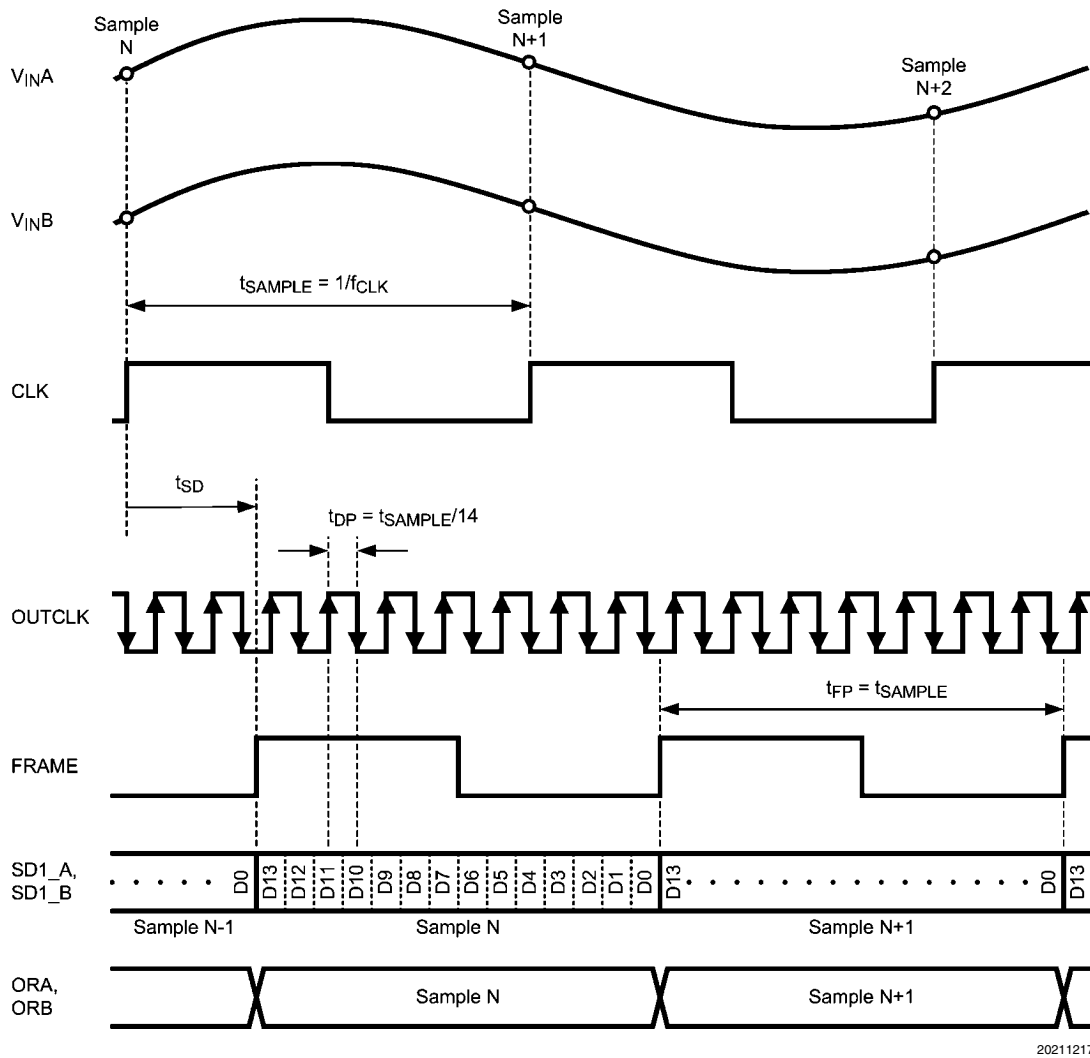 Sample
N
Sample
N+1
Sample
N+2
VINA
VINB
tSAMPLE = 1/fCLK
CLK
tSD
tDP = tSAMPLE/14
OUTCLK
tFP = tSAMPLE
FRAME
SD1_A,
SD1_B
D0 D13 D12 D11 D10 D9 D8 D7 D6 D5 D4 D3 D2 D1 D0 D13 D0 D13
Sample N-1 Sample N Sample N+1
ORA,
ORB
Sample N Sample N+1
20211217